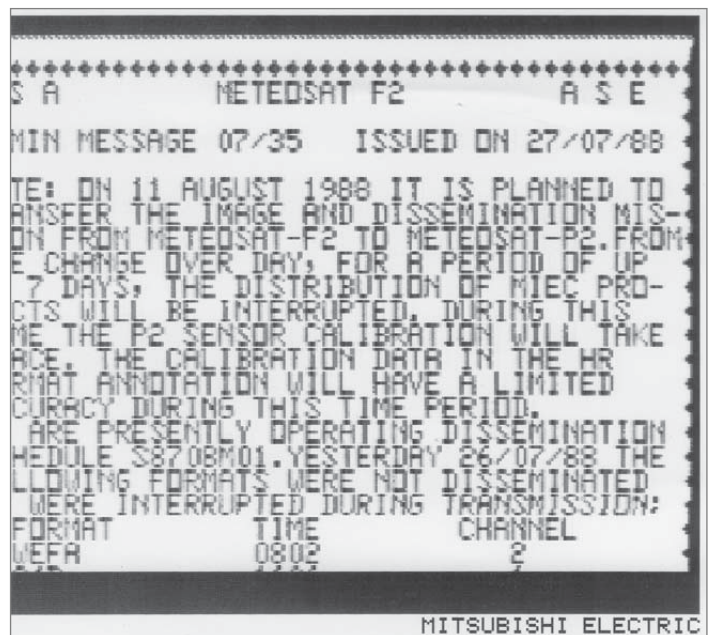 S A METEOSAT F2 A S E
MIN MESSAGE 07/35 ISSUED ON 27/07/88
TE: ON 11 AUGUST 1988 IT IS PLANNED TO
ANSFER THE IMAGE AND DISSEMINATION MIS-
ON FROM METEOSAT-F2 TO METEOSAT-P2.FROM
E CHANGE OVER DAY, FOR A PERIOD OF UP
7 DAYS, THE DISTRIBUTION OF MIEC PRO-
CTS WILL BE INTERRUPTED. DURING THIS
ME THE P2 SENSOR CALIBRATION WILL TAKE
ACE. THE CALIBRATION DATA IN THE HR
RMAT ANNOTATION WILL HAVE A LIMITED
CURACY DURING THIS TIME PERIOD.
ARE PRESENTLY OPERATING DISSEMINATION
HEDULE S8708M01.YESTERDAY 26/07/88 THE
LLOWING FORMATS WERE NOT DISSEMINATED
WERE INTERRUPTED DURING TRANSMISSION:
FORMAT TIME CHANNEL
WEFA 0802 2
MITSUBISHI ELECTRIC